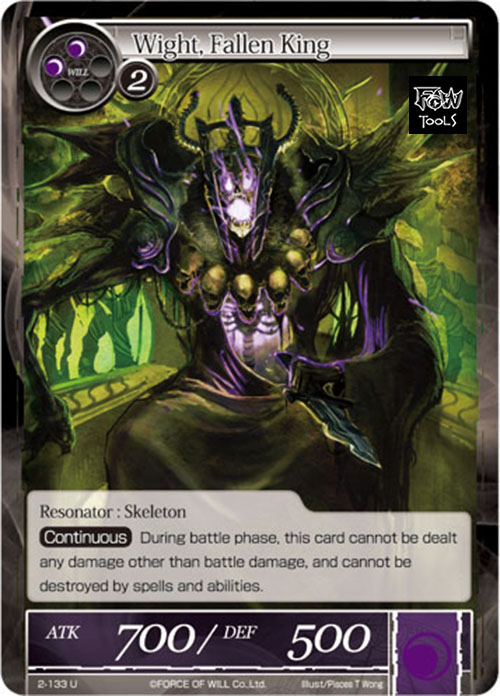 Wight, Fallen King
WILL
2
FOW
TOOLS
Resonator : Skeleton
Continuous During battle phase, this card cannot be dealt
any damage other than battle damage, and cannot be
destroyed by spells and abilities.
ATK 700 / DEF 500
2-133 U ©FORCE OF WILL Co.,Ltd. Illust/Pisces T Wong